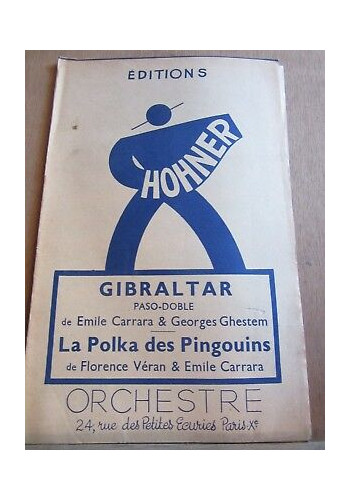 ÉDITIONS
HOHNER
GIBRALTAR
PASO-DOBLE
de Emile Carrara & Georges Ghestem
La Polka des Pingouins
de Florence Véran & Emile Carrara
ORCHESTRE
24, rue des Petites Ecuries Paris-Xe